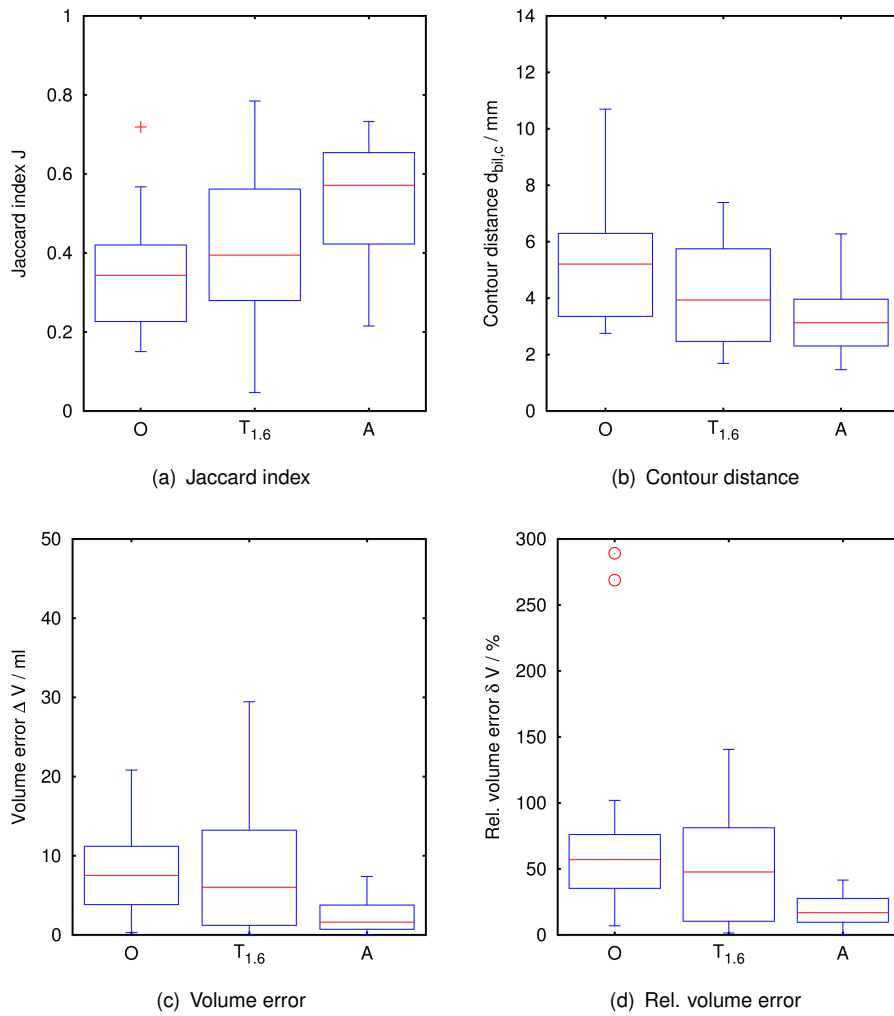 1
0.8
0.6
0.4
0.2
0
Jaccard index J
O T1.6 A
(a) Jaccard index
14
12
10
8
6
4
2
0
Contour distance dbil,c / mm
O T1.6 A
(b) Contour distance
50
40
30
20
10
0
Volume error Δ V / ml
O T1.6 A
(c) Volume error
300
250
200
150
100
50
0
Rel. volume error δ V / %
O T1.6 A
(d) Rel. volume error